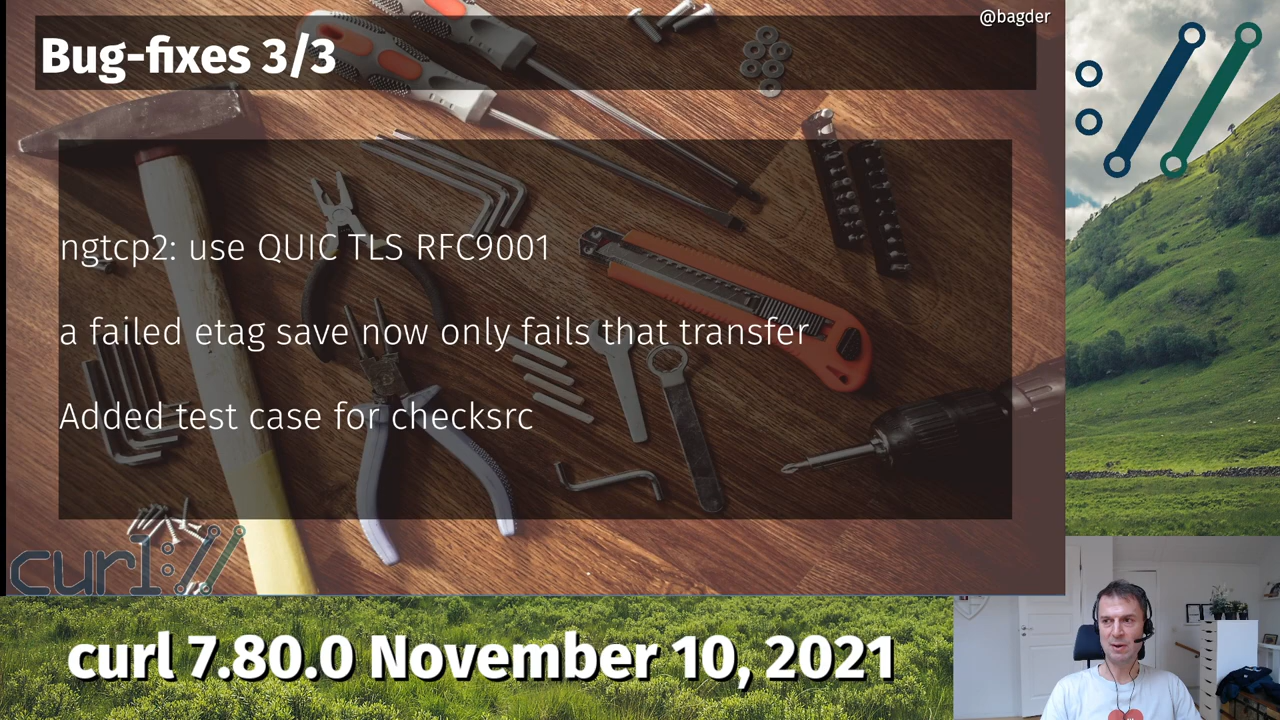 @bagder
Bug-fixes 3/3
ngtcp2: use QUIC TLS RFC9001
a failed etag save now only fails that transfer
Added test case for checksrc
curl://
curl 7.80.0 November 10, 2021